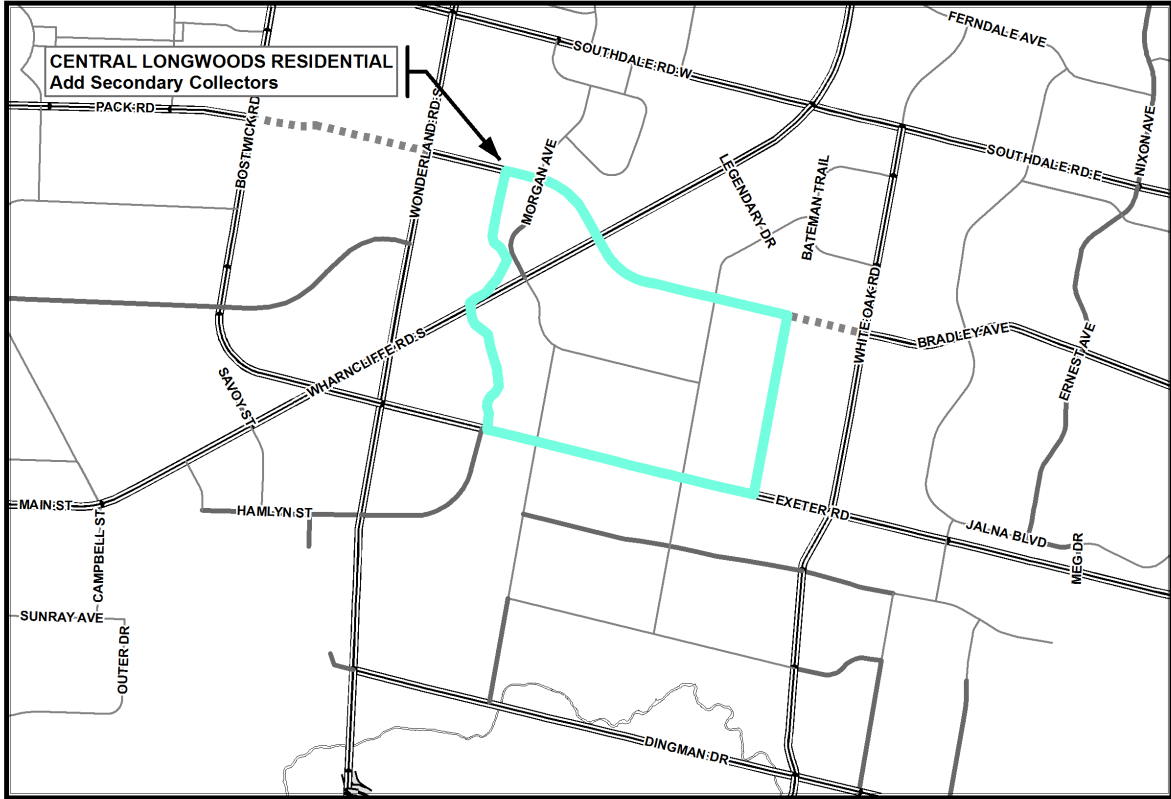 FERNDALE AVE
SOUTHDALE RD W
CENTRAL LONGWOODS RESIDENTIAL
Add Secondary Collectors
PACK RD
BOSTWICK RD
WONDERLAND RD S
MORGAN AVE
LEGENDARY DR
BATEMAN TRAIL
SOUTHDALE RD E
NIXON AVE
WHITE OAK RD
BRADLEY AVE
ERNEST AVE
WHARNCLIFFE RD S
SAVOY ST
MAIN ST
CAMPBELL ST
HAMLYN ST
EXETER RD
JALNA BLVD
MEG DR
SUNRAY AVE
OUTER DR
DINGMAN DR